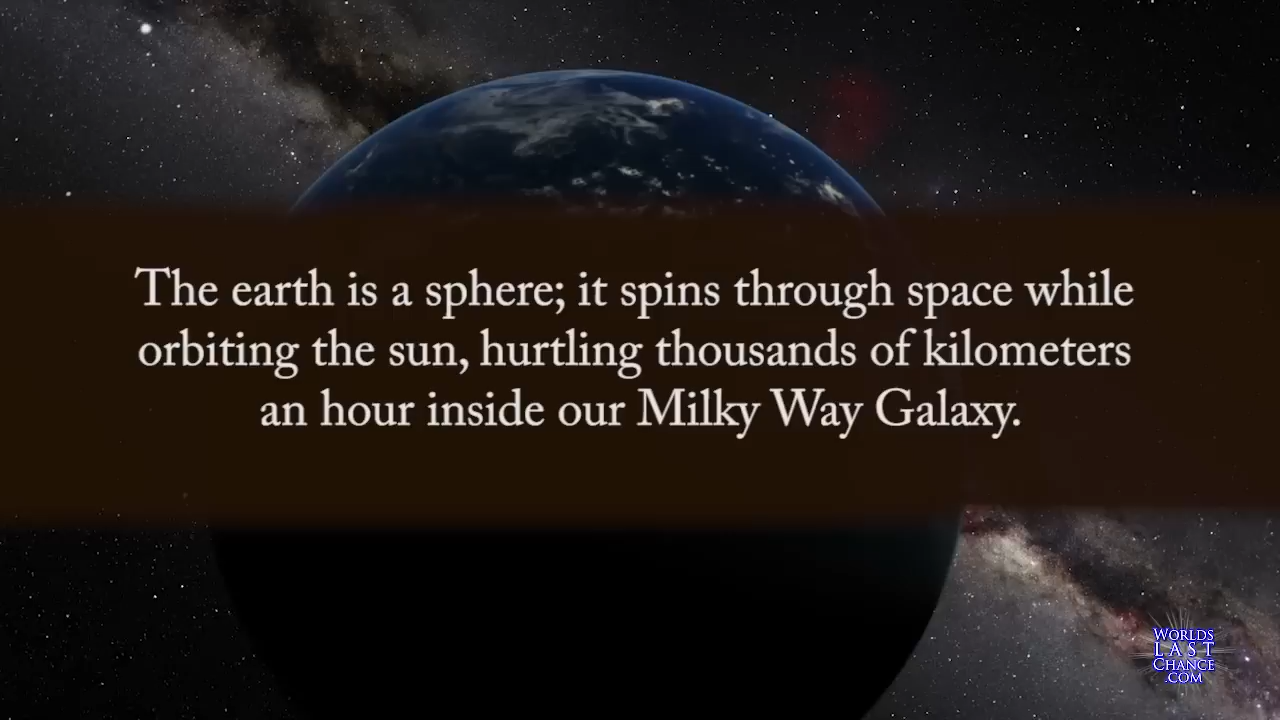 The earth is a sphere; it spins through space while
orbiting the sun, hurtling thousands of kilometers
an hour inside our Milky Way Galaxy.
WORLDS
LAST
CHANCE
.COM